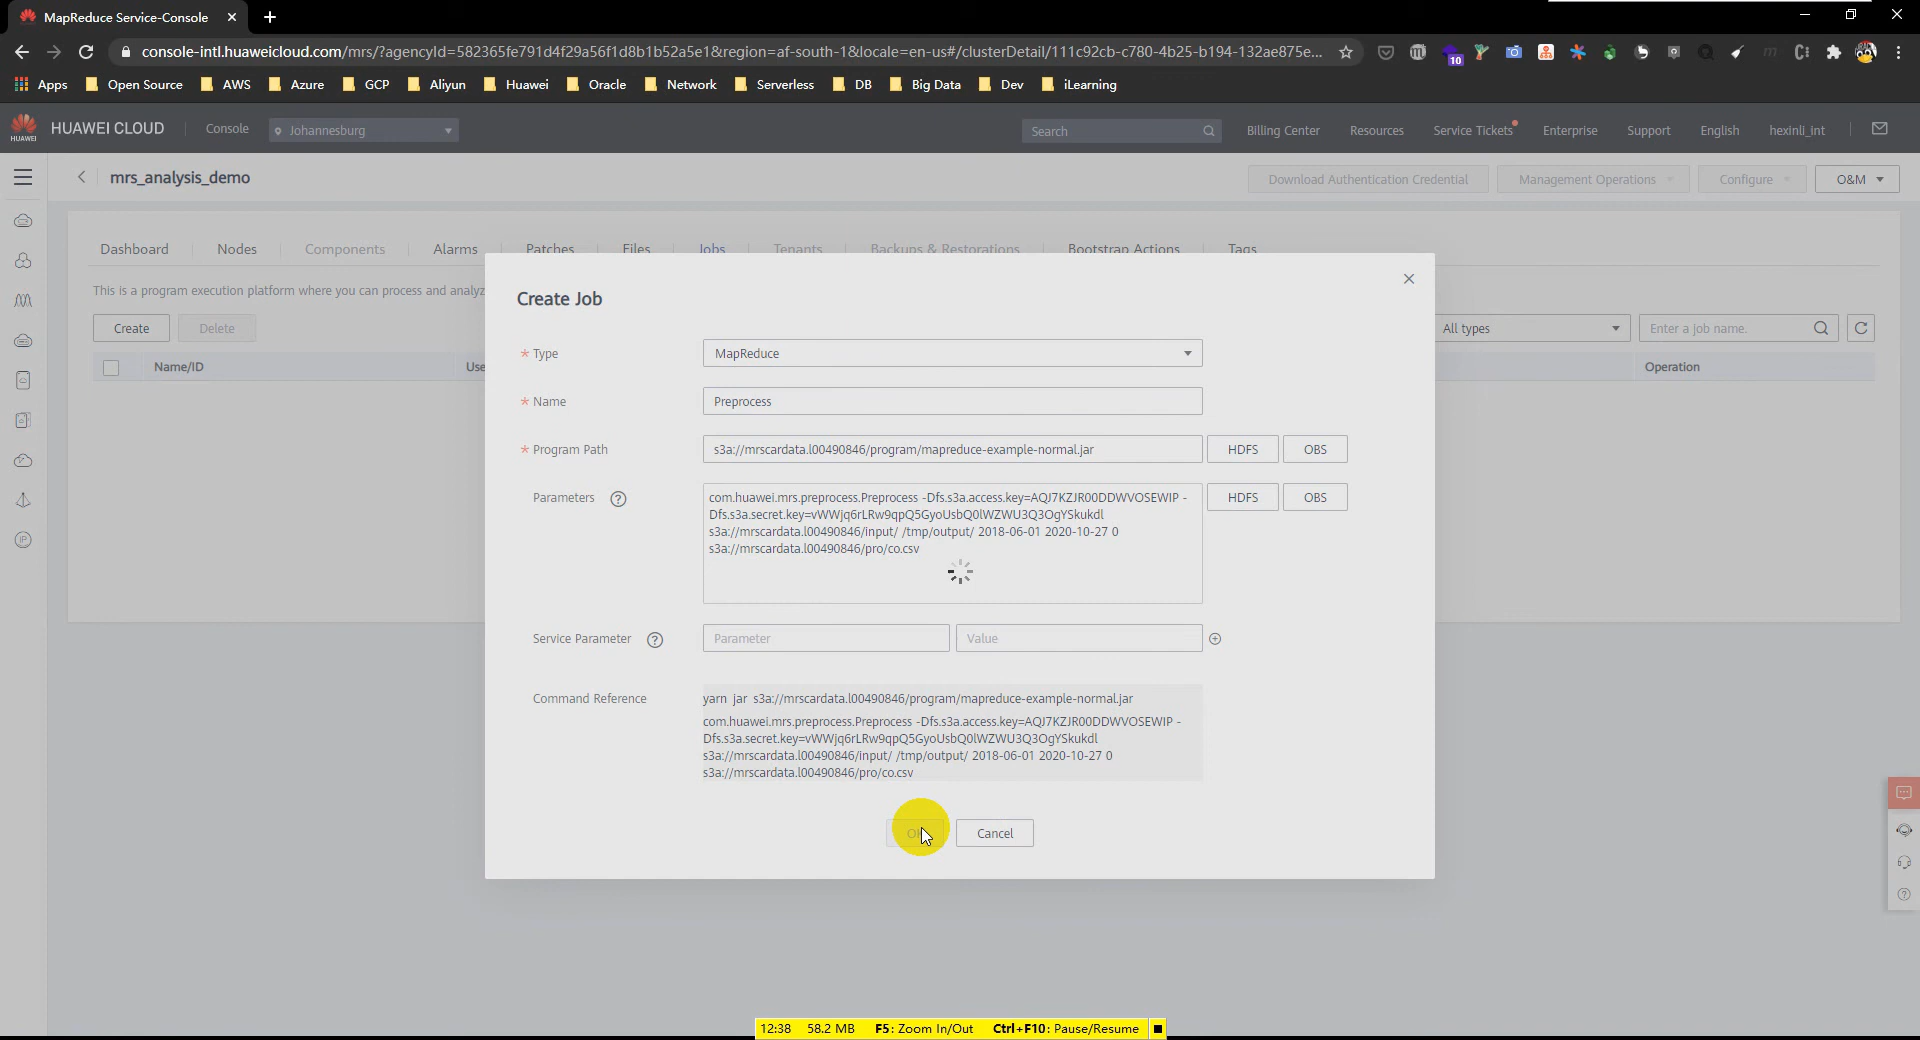 MapReduce Service-Console
console-intl.huaweicloud.com/mrs/?agencyId=582365fe791d4f29a56f1d8b1b52a5e1&region=af-south-1&locale=en-us#/clusterDetail/111c92cb-c780-4b25-b194-132ae875e...
10
Apps Open Source AWS Azure GCP Aliyun Huawei Oracle Network Serverless DB Big Data Dev iLearning
HUAWEI
HUAWEI CLOUD Console Johannesburg Search Billing Center Resources Service Tickets Enterprise Support English hexinli_int
mrs_analysis_demo Download Authentication Credential Management Operations Configure O&M
Dashboard Nodes Components Alarms Patches Files Jobs Tenants Backups & Restorations Bootstrap Actions Tags
This is a program execution platform where you can process and analyz
Create Delete All types Enter a job name.
Name/ID Use Operation
Create Job
* Type MapReduce
* Name Preprocess
* Program Path s3a://mrscardata.l00490846/program/mapreduce-example-normal.jar HDFS OBS
Parameters ? com.huawei.mrs.preprocess.Preprocess -Dfs.s3a.access.key=AQJ7KZJR00DDWVOSEWIP - HDFS OBS
Dfs.s3a.secret.key=vWWjq6rLRw9qpQ5GyoUsbQ0lWZWU3Q3OgYSkukdl
s3a://mrscardata.l00490846/input/ /tmp/output/ 2018-06-01 2020-10-27 0
s3a://mrscardata.l00490846/pro/co.csv
Service Parameter ? Parameter Value
Command Reference yarn jar s3a://mrscardata.l00490846/program/mapreduce-example-normal.jar
com.huawei.mrs.preprocess.Preprocess -Dfs.s3a.access.key=AQJ7KZJR00DDWVOSEWIP -
Dfs.s3a.secret.key=vWWjq6rLRw9qpQ5GyoUsbQ0lWZWU3Q3OgYSkukdl
s3a://mrscardata.l00490846/input/ /tmp/output/ 2018-06-01 2020-10-27 0
s3a://mrscardata.l00490846/pro/co.csv
Cancel
12:38 58.2 MB F5: Zoom In/Out Ctrl+F10: Pause/Resume